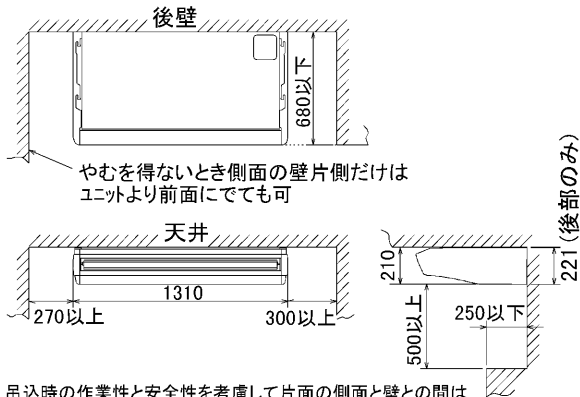 後壁
680以下
やむを得ないとき側面の壁片側だけは
ユニットより前面にでても可
天井
1310
270以上
300以上
210
221(後部のみ)
500以上
250以下
吊込時の作業性と安全性を考慮して片面の側面と壁との間は